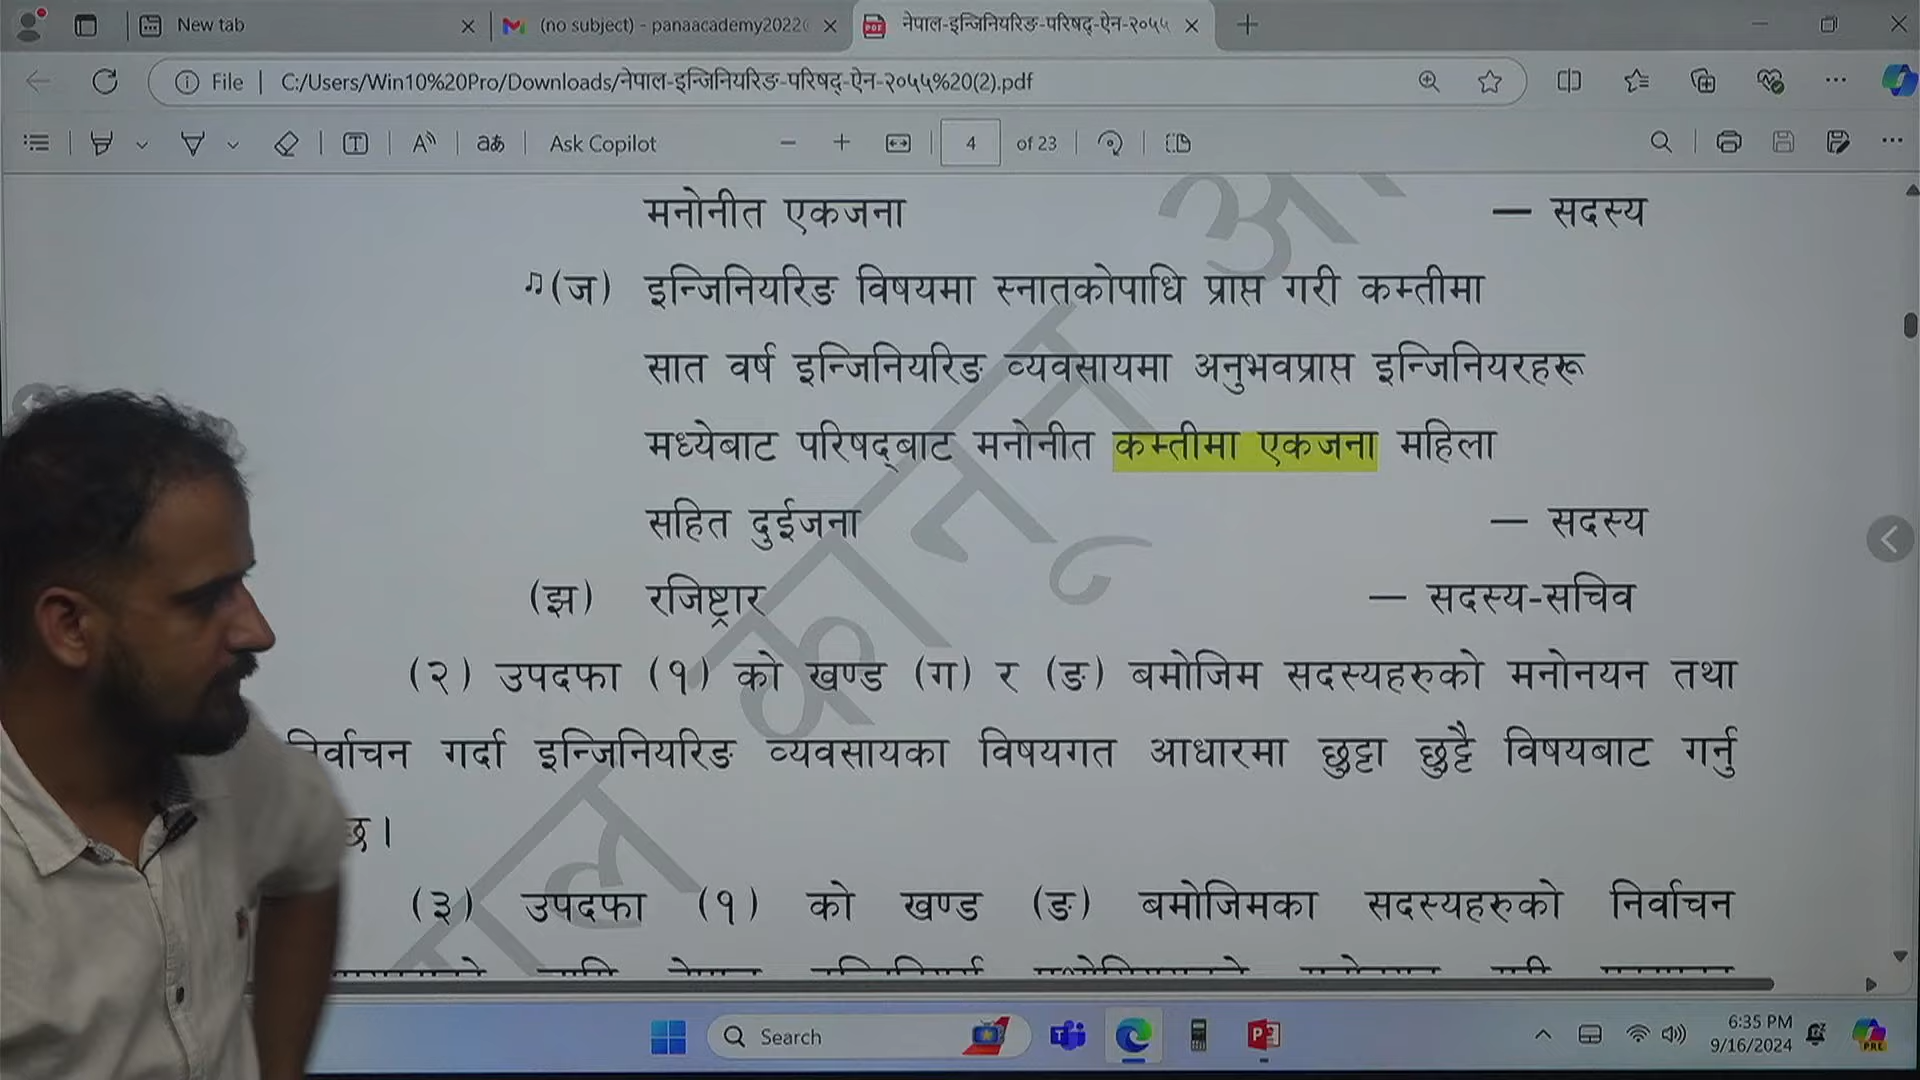 New tab
(no subject) - panaacademy2022
नेपाल-इन्जिनियरिङ-परिषद्-ऐन-२०५५
File
C:/Users/Win10%20Pro/Downloads/नेपाल-इन्जिनियरिङ-परिषद्-ऐन-२०५५%20(2).pdf
Ask Copilot
4 of 23
मनोनीत एकजना — सदस्य
♫(ज) इन्जिनियरिङ विषयमा स्नातकोपाधि प्राप्त गरी कम्तीमा
सात वर्ष इन्जिनियरिङ व्यवसायमा अनुभवप्राप्त इन्जिनियरहरू
मध्येबाट परिषद्‌बाट मनोनीत कम्तीमा एकजना महिला
सहित दुईजना — सदस्य
(झ) रजिष्ट्रार — सदस्य-सचिव
(२) उपदफा (१) को खण्ड (ग) र (ङ) बमोजिम सदस्यहरुको मनोनयन तथा
निर्वाचन गर्दा इन्जिनियरिङ व्यवसायका विषयगत आधारमा छुट्टा छुट्टै विषयबाट गर्नु
छ ।
(३) उपदफा (१) को खण्ड (ङ) बमोजिमका सदस्यहरुको निर्वाचन
कानून
Search
6:35 PM
9/16/2024